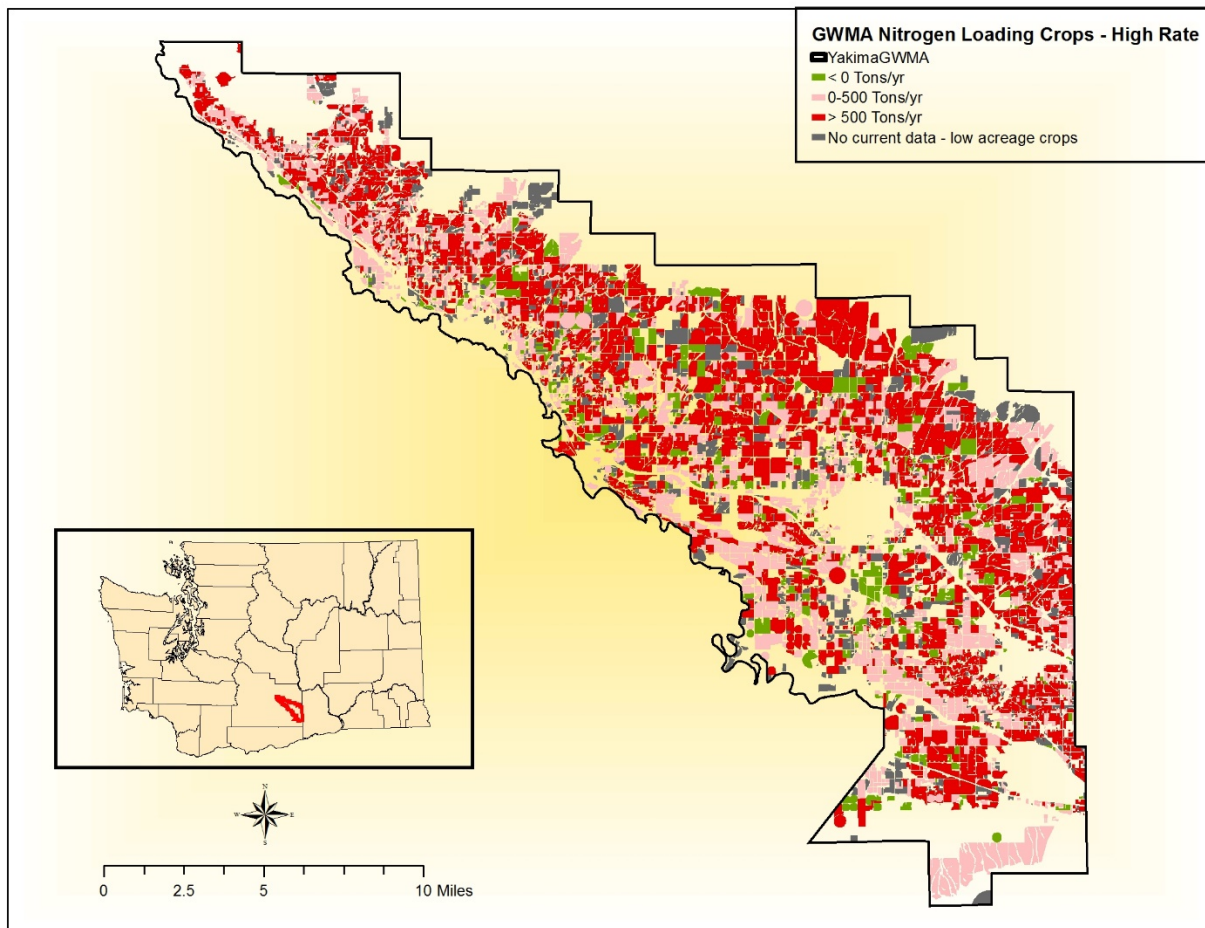 GWMA Nitrogen Loading Crops - High Rate
YakimaGWMA
< 0 Tons/yr
0-500 Tons/yr
> 500 Tons/yr
No current data - low acreage crops
N
W E
S
0 2.5 5 10 Miles